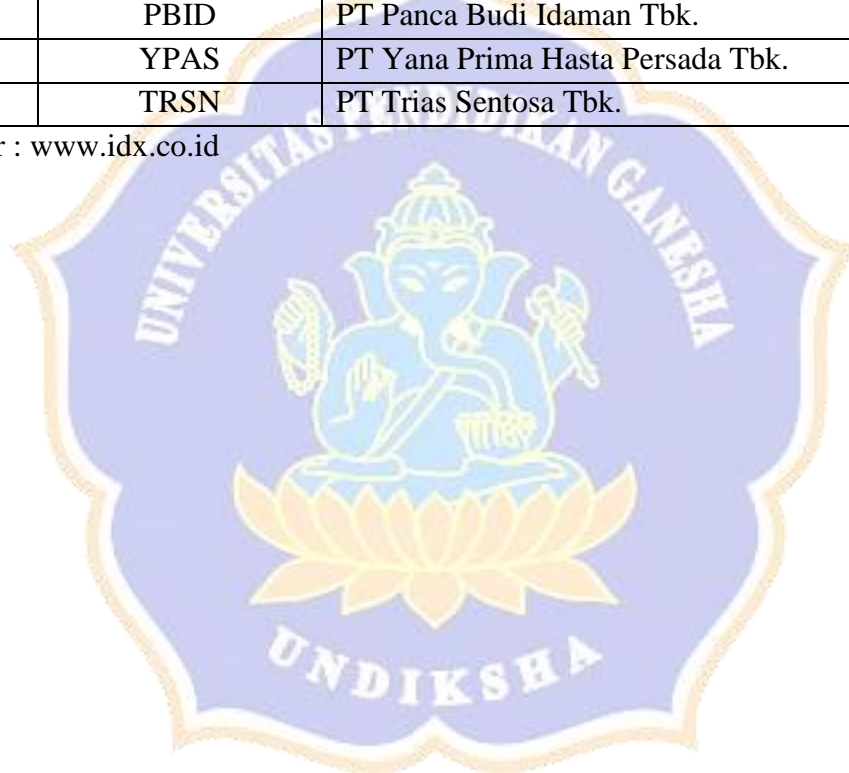 PBID PT Panca Budi Idaman Tbk.
YPAS PT Yana Prima Hasta Persada Tbk.
TRSN PT Trias Sentosa Tbk.
: www.idx.co.id
UNIVERSITAS PENDIDIKAN GANESHA
UNDIKSHA